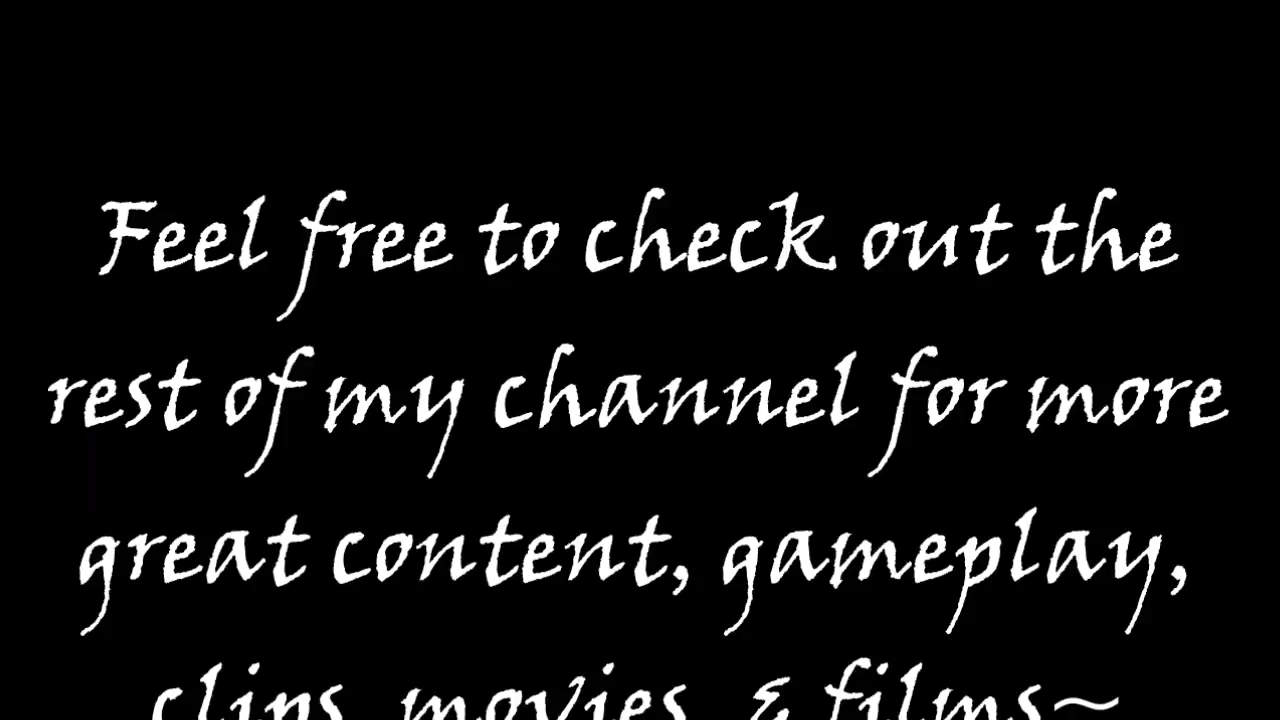 Feel free to check out the
rest of my channel for more
great content, gameplay,
clips, movies, & films~